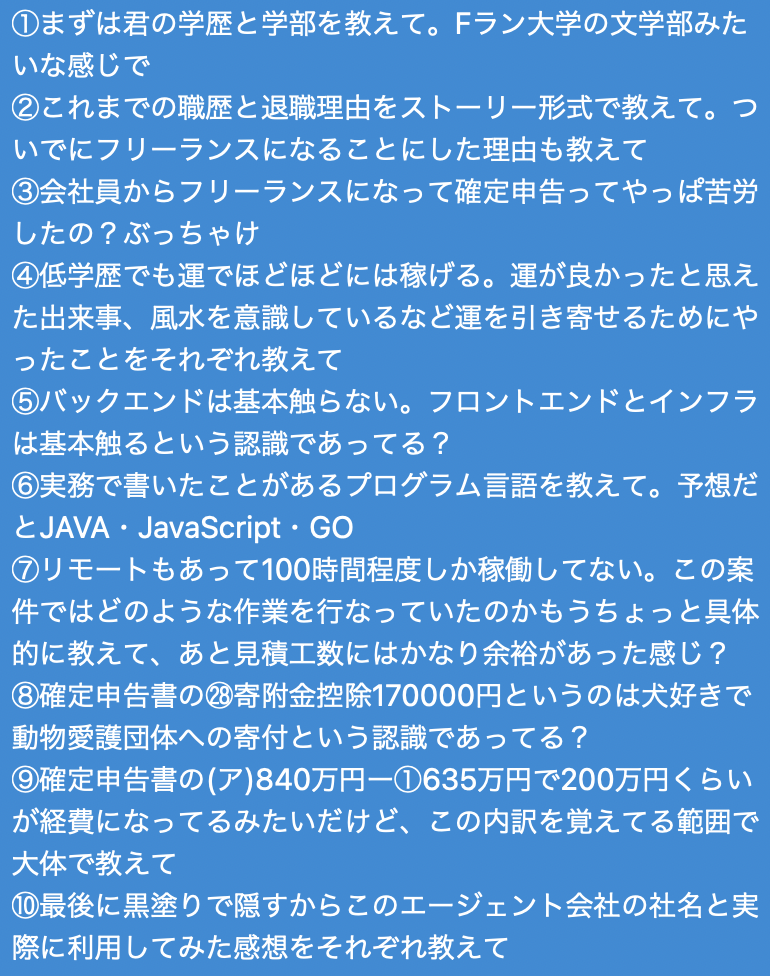 ①まずは君の学歴と学部を教えて。Fラン大学の文学部みた
いな感じで
②これまでの職歴と退職理由をストーリー形式で教えて。つ
いでにフリーランスになることにした理由も教えて
③会社員からフリーランスになって確定申告ってやっぱ苦労
したの？ぶっちゃけ
④低学歴でも運でほどほどには稼げる。運が良かったと思え
た出来事、風水を意識しているなど運を引き寄せるためにや
ったことをそれぞれ教えて
⑤バックエンドは基本触らない。フロントエンドとインフラ
は基本触るという認識であってる？
⑥実務で書いたことがあるプログラム言語を教えて。予想だ
とJAVA・JavaScript・GO
⑦リモートもあって100時間程度しか稼働してない。この案
件ではどのような作業を行なっていたのかもうちょっと具体
的に教えて、あと見積工数にはかなり余裕があった感じ？
⑧確定申告書の㉘寄附金控除170000円というのは犬好きで
動物愛護団体への寄付という認識であってる？
⑨確定申告書の(ア)840万円ー①635万円で200万円くらい
が経費になってるみたいだけど、この内訳を覚えてる範囲で
大体で教えて
⑩最後に黒塗りで隠すからこのエージェント会社の社名と実
際に利用してみた感想をそれぞれ教えて